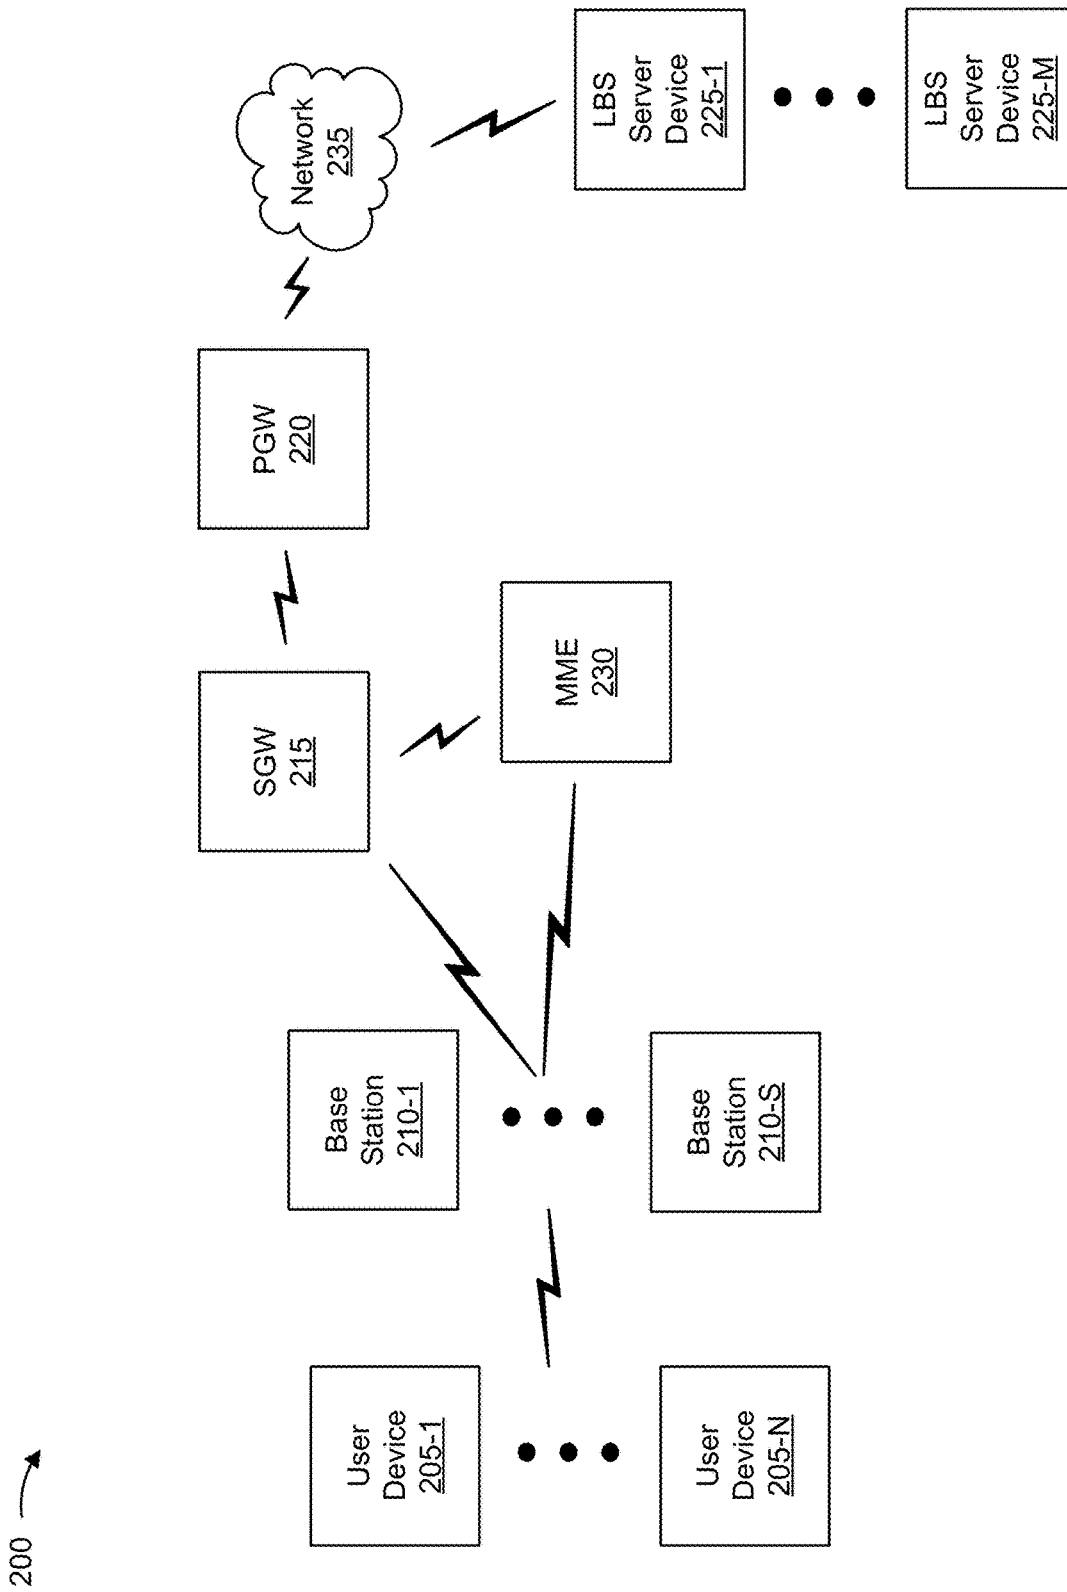 200
User
Device
205-1
User
Device
205-N
Base
Station
210-1
Base
Station
210-S
SGW
215
MME
230
PGW
220
Network
235
LBS
Server
Device
225-1
LBS
Server
Device
225-M